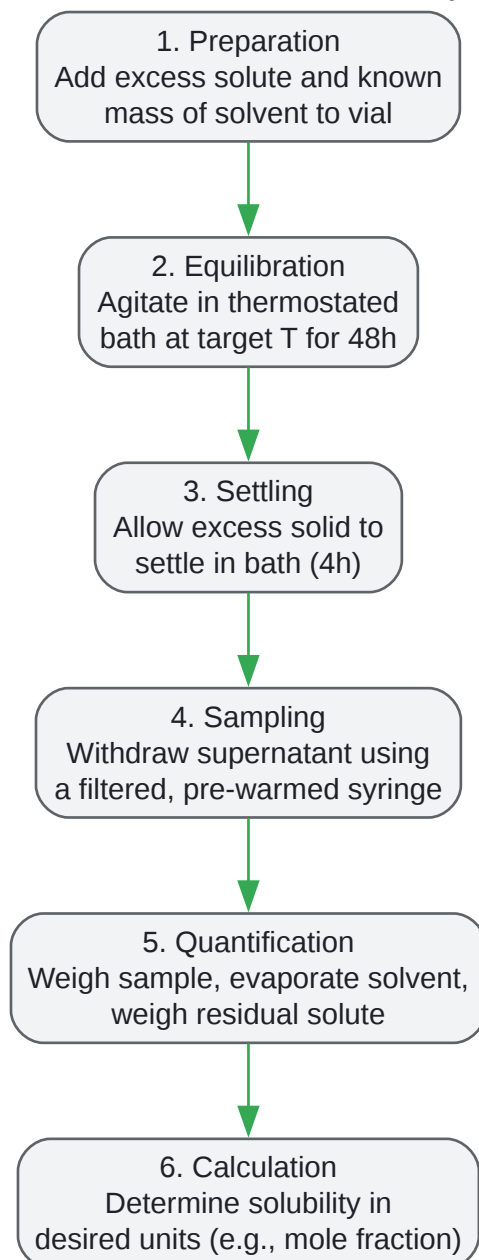 1. Preparation
Add excess solute and known
mass of solvent to vial
2. Equilibration
Agitate in thermostated
bath at target T for 48h
3. Settling
Allow excess solid to
settle in bath (4h)
4. Sampling
Withdraw supernatant using
a filtered, pre-warmed syringe
5. Quantification
Weigh sample, evaporate solvent,
weigh residual solute
6. Calculation
Determine solubility in
desired units (e.g., mole fraction)